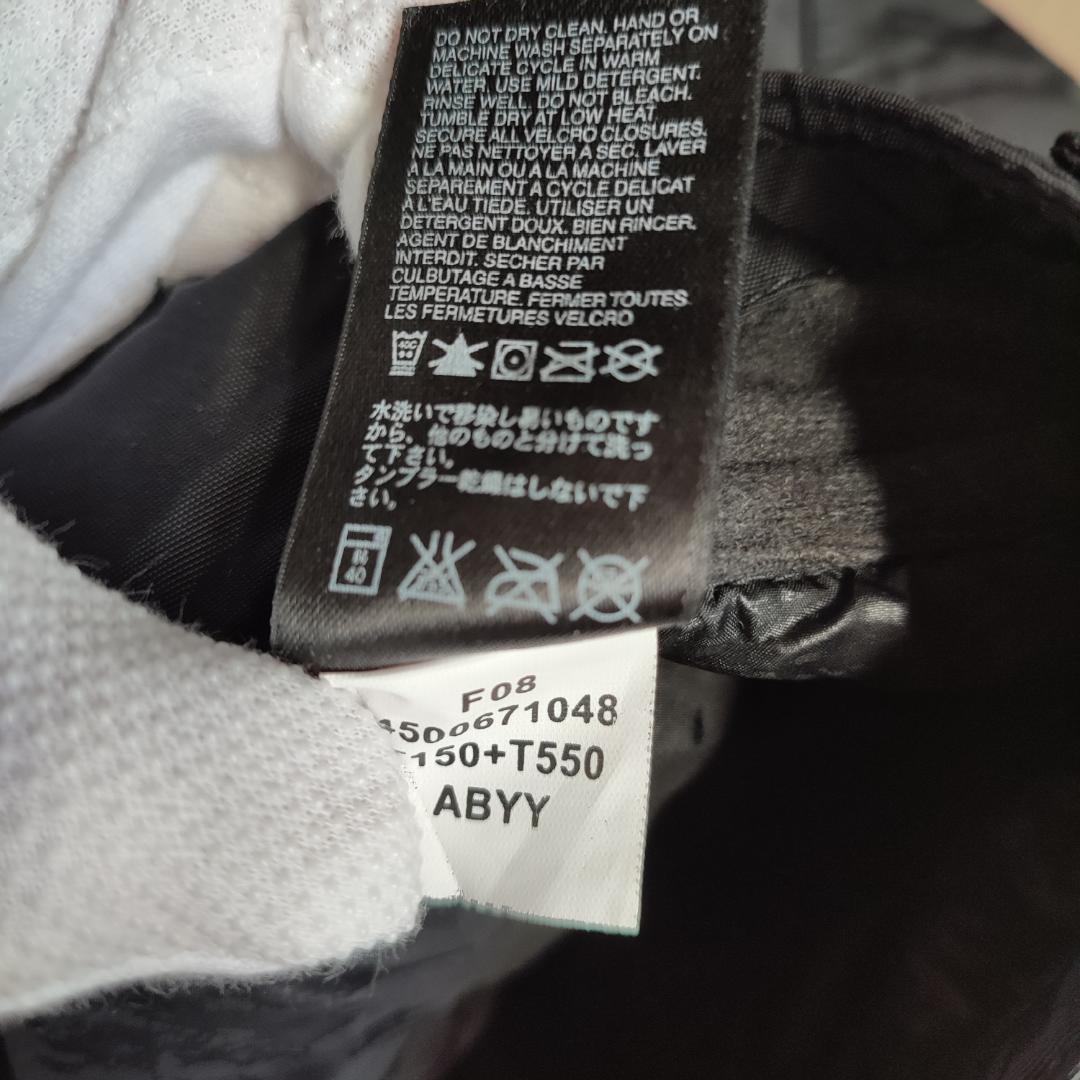 DO NOT DRY CLEAN, HAND OR
MACHINE WASH SEPARATELY ON
DELICATE CYCLE IN WARM
WATER. USE MILD DETERGENT.
RINSE WELL. DO NOT BLEACH.
TUMBLE DRY AT LOW HEAT
SECURE ALL VELCRO CLOSURES.
NE PAS NETTOYER A SEC. LAVER
A LA MAIN OU A LA MACHINE
SEPAREMENT A CYCLE DELICAT
A L'EAU TIEDE. UTILISER UN
DETERGENT DOUX. BIEN RINCER.
AGENT DE BLANCHIMENT
INTERDIT. SECHER PAR
CULBUTAGE A BASSE
TEMPERATURE. FERMER TOUTES
LES FERMETURES VELCRO
40C
水洗いで移染し易いものです
から、他のものと分けて洗っ
て下さい。
タンブラー乾燥はしないで下
さい。
40
F08
4500671048
150+T550
ABYY